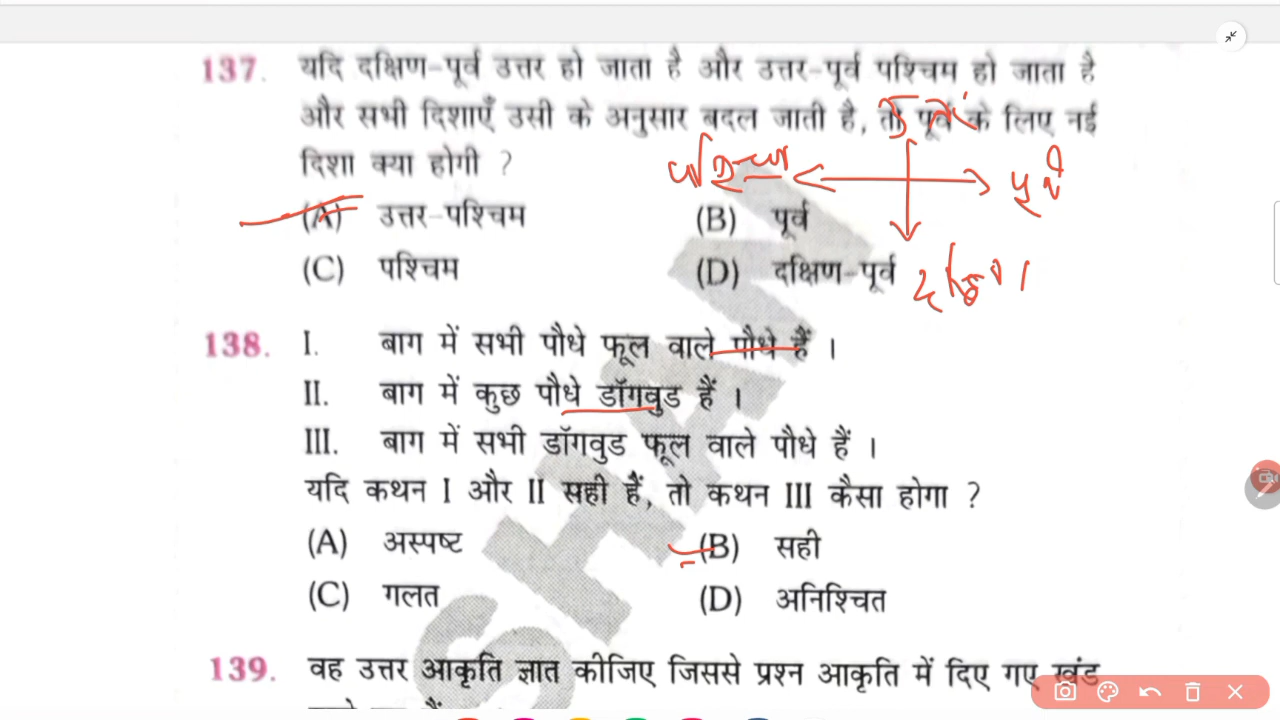 137. यदि दक्षिण-पूर्व उत्तर हो जाता है और उत्तर-पूर्व पश्चिम हो जाता है
और सभी दिशाएँ उसी के अनुसार बदल जाती है, तो पूर्व के लिए नई
दिशा क्या होगी ?
पूर्व
(A) उत्तर-पश्चिम (B) पूर्व
(C) पश्चिम (D) दक्षिण-पूर्व
138. I. बाग में सभी पौधे फूल वाले पौधे हैं ।
II. बाग में कुछ पौधे डॉगवुड हैं ।
III. बाग में सभी डॉगवुड फूल वाले पौधे हैं ।
यदि कथन I और II सही हैं, तो कथन III कैसा होगा ?
(A) अस्पष्ट (B) सही
(C) गलत (D) अनिश्चित
SHAN
139. वह उत्तर आकृति ज्ञात कीजिए जिससे प्रश्न आकृति में दिए गए खंड